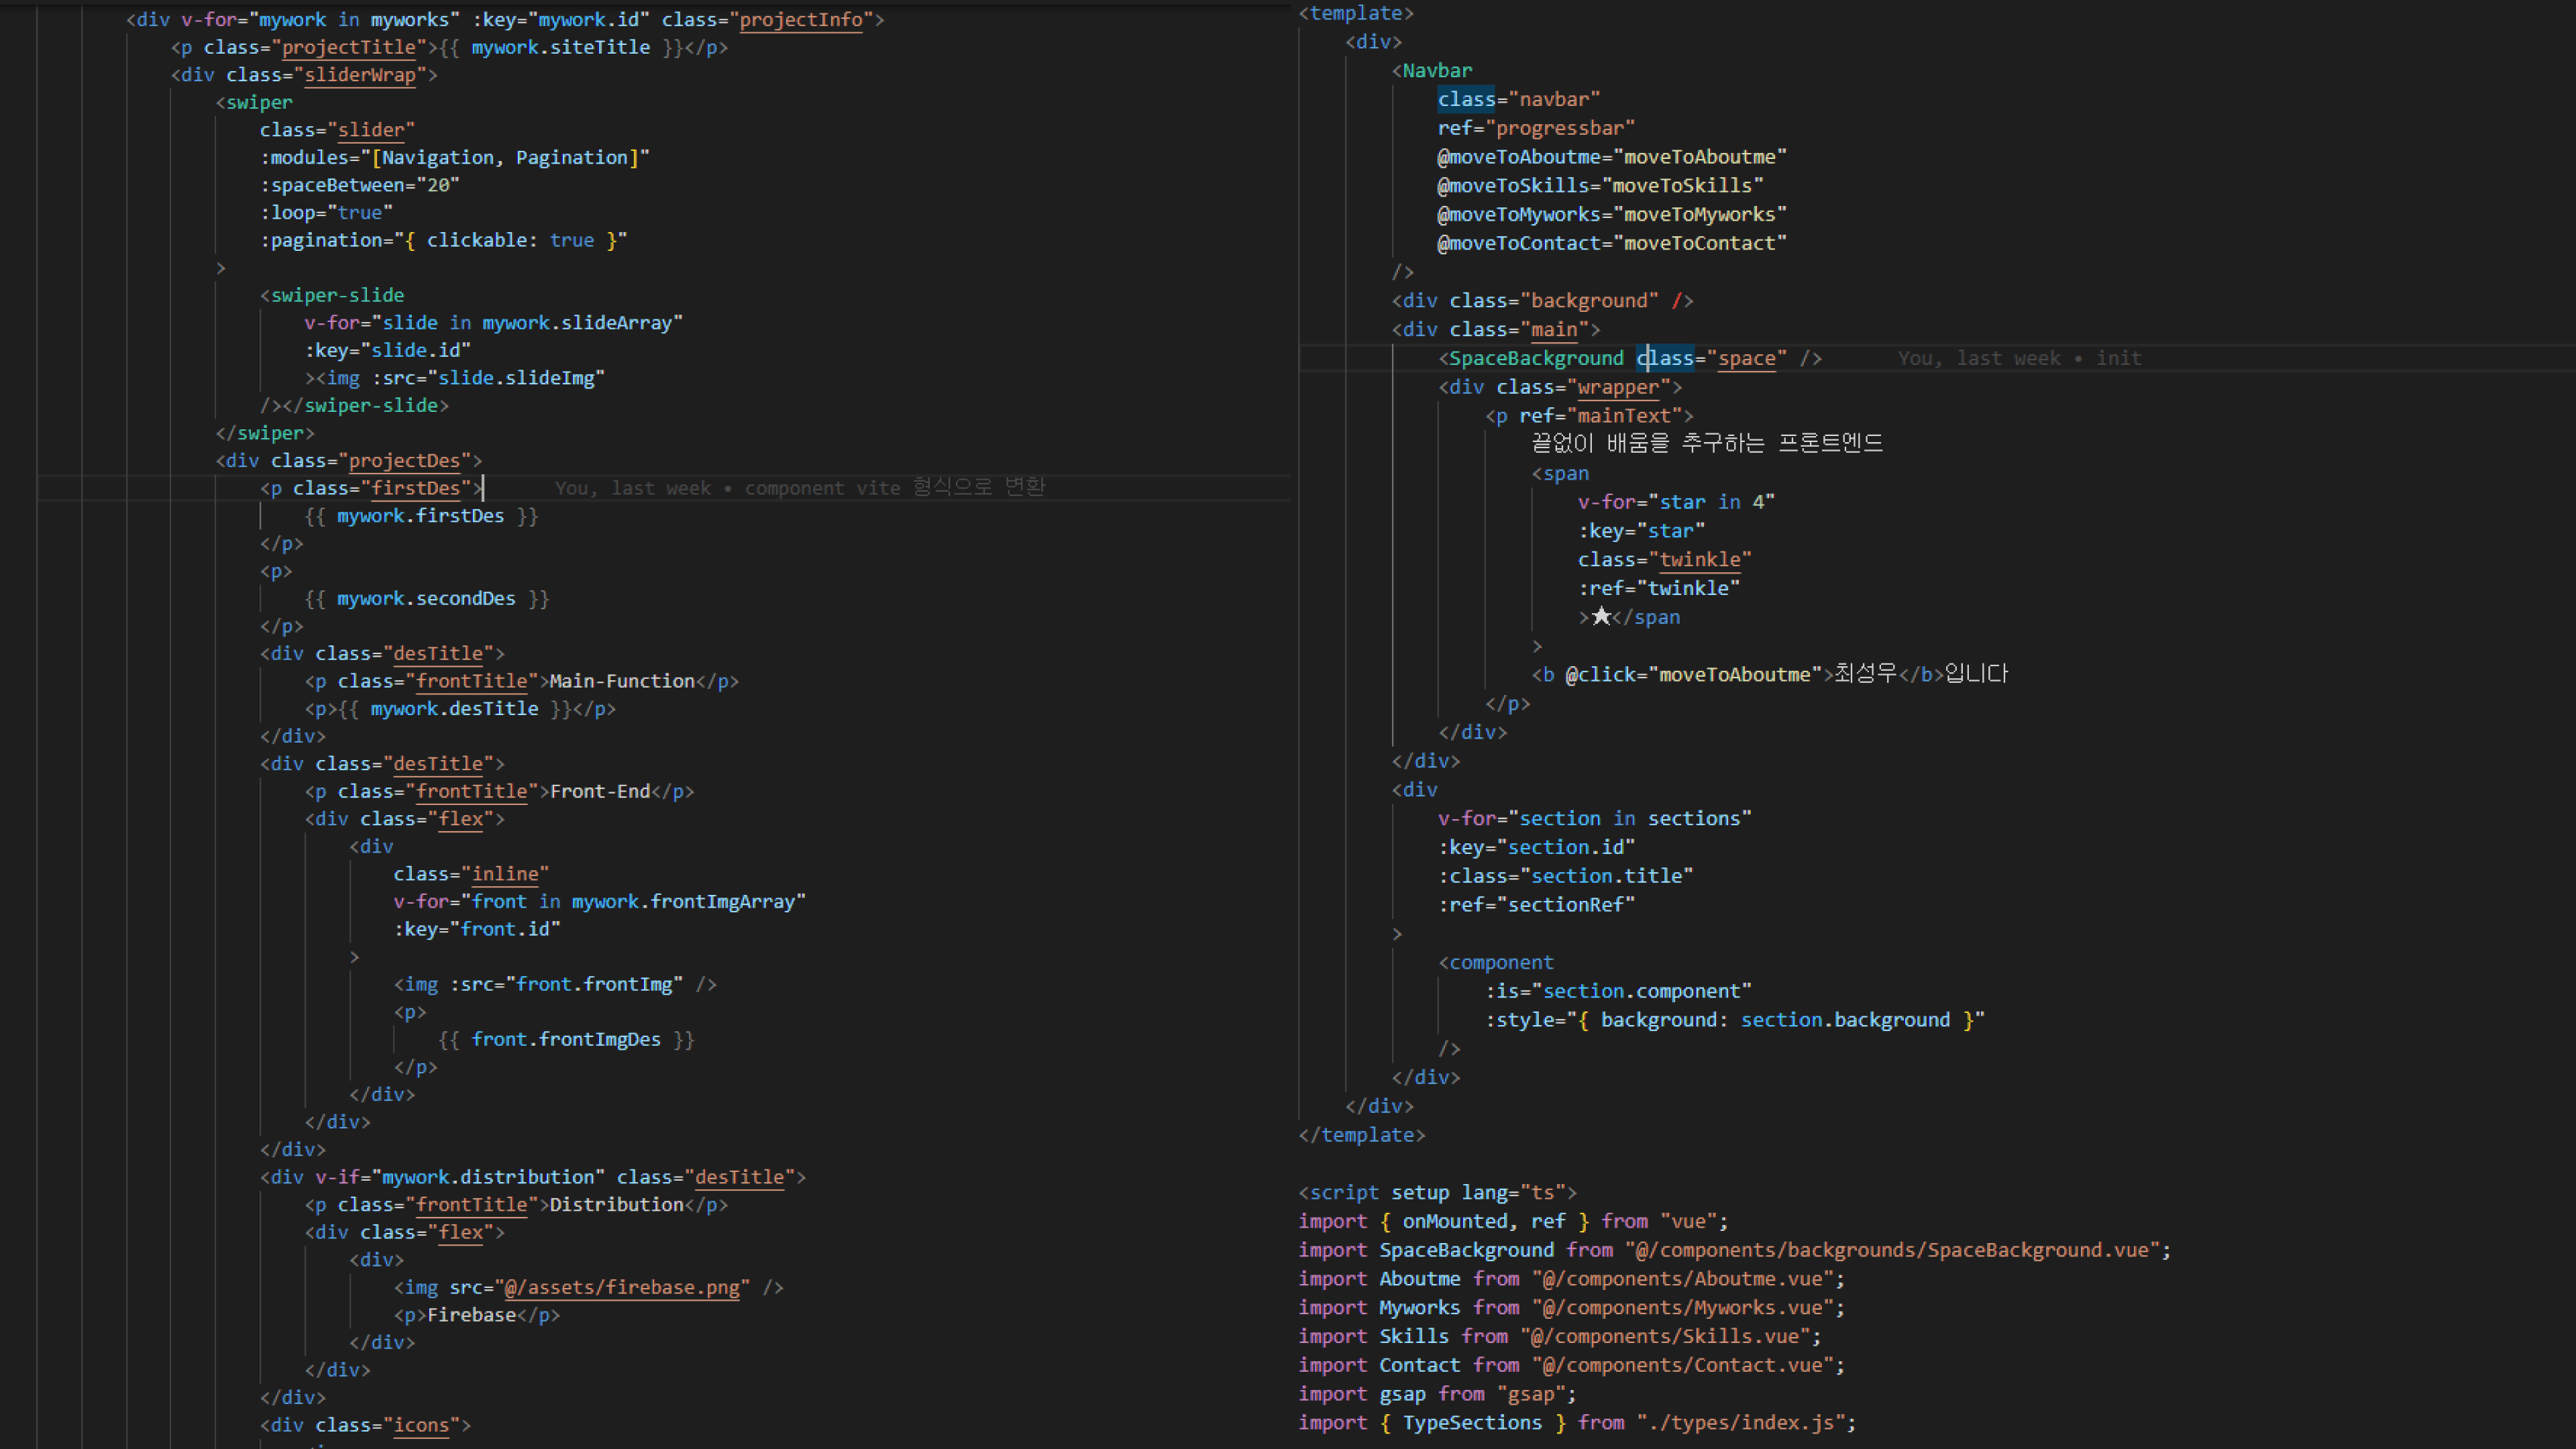 <div v-for="mywork in myworks" :key="mywork.id" class="projectInfo">
<p class="projectTitle">{{ mywork.siteTitle }}</p>
<div class="sliderWrap">
<swiper
class="slider"
:modules="[Navigation, Pagination]"
:spaceBetween="20"
:loop="true"
:pagination="{ clickable: true }"
>
<swiper-slide
v-for="slide in mywork.slideArray"
:key="slide.id"
><img :src="slide.slideImg"
/></swiper-slide>
</swiper>
<div class="projectDes">
<p class="firstDes"> You, last week • component vite 형식으로 변환
{{ mywork.firstDes }}
</p>
<p>
{{ mywork.secondDes }}
</p>
<div class="desTitle">
<p class="frontTitle">Main-Function</p>
<p>{{ mywork.desTitle }}</p>
</div>
<div class="desTitle">
<p class="frontTitle">Front-End</p>
<div class="flex">
<div
class="inline"
v-for="front in mywork.frontImgArray"
:key="front.id"
>
<img :src="front.frontImg" />
<p>
{{ front.frontImgDes }}
</p>
</div>
</div>
</div>
<div v-if="mywork.distribution" class="desTitle">
<p class="frontTitle">Distribution</p>
<div class="flex">
<div>
<img src="@/assets/firebase.png" />
<p>Firebase</p>
</div>
</div>
</div>
<div class="icons">
<template>
<div>
<Navbar
class="navbar"
ref="progressbar"
@moveToAboutme="moveToAboutme"
@moveToSkills="moveToSkills"
@moveToMyworks="moveToMyworks"
@moveToContact="moveToContact"
/>
<div class="background" />
<div class="main">
<SpaceBackground class="space" /> You, last week • init
<div class="wrapper">
<p ref="mainText">
끝없이 배움을 추구하는 프론트엔드
<span
v-for="star in 4"
:key="star"
class="twinkle"
:ref="twinkle"
>★</span
>
<b @click="moveToAboutme">최성우</b>입니다
</p>
</div>
</div>
<div
v-for="section in sections"
:key="section.id"
:class="section.title"
:ref="sectionRef"
>
<component
:is="section.component"
:style="{ background: section.background }"
/>
</div>
</div>
</template>
<script setup lang="ts">
import { onMounted, ref } from "vue";
import SpaceBackground from "@/components/backgrounds/SpaceBackground.vue";
import Aboutme from "@/components/Aboutme.vue";
import Myworks from "@/components/Myworks.vue";
import Skills from "@/components/Skills.vue";
import Contact from "@/components/Contact.vue";
import gsap from "gsap";
import { TypeSections } from "./types/index.js";